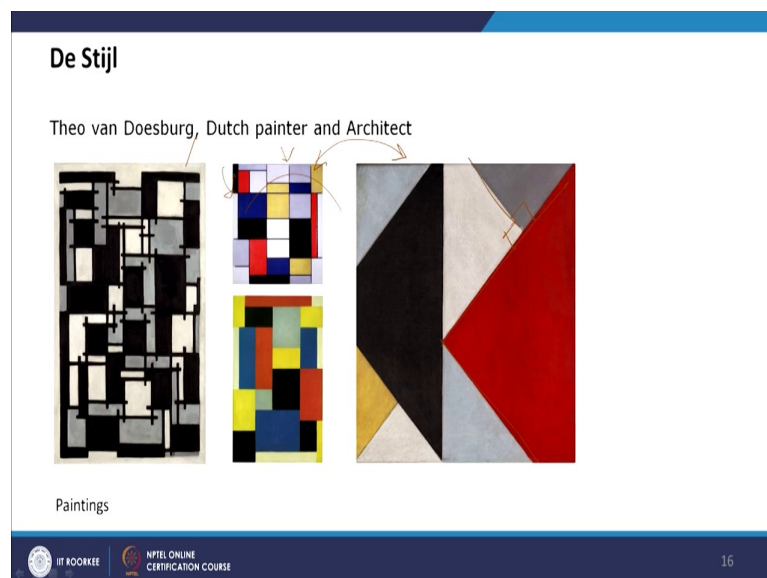 De Stijl
Theo van Doesburg, Dutch painter and Architect
Paintings
IIT ROORKEE
NPTEL ONLINE
CERTIFICATION COURSE
16